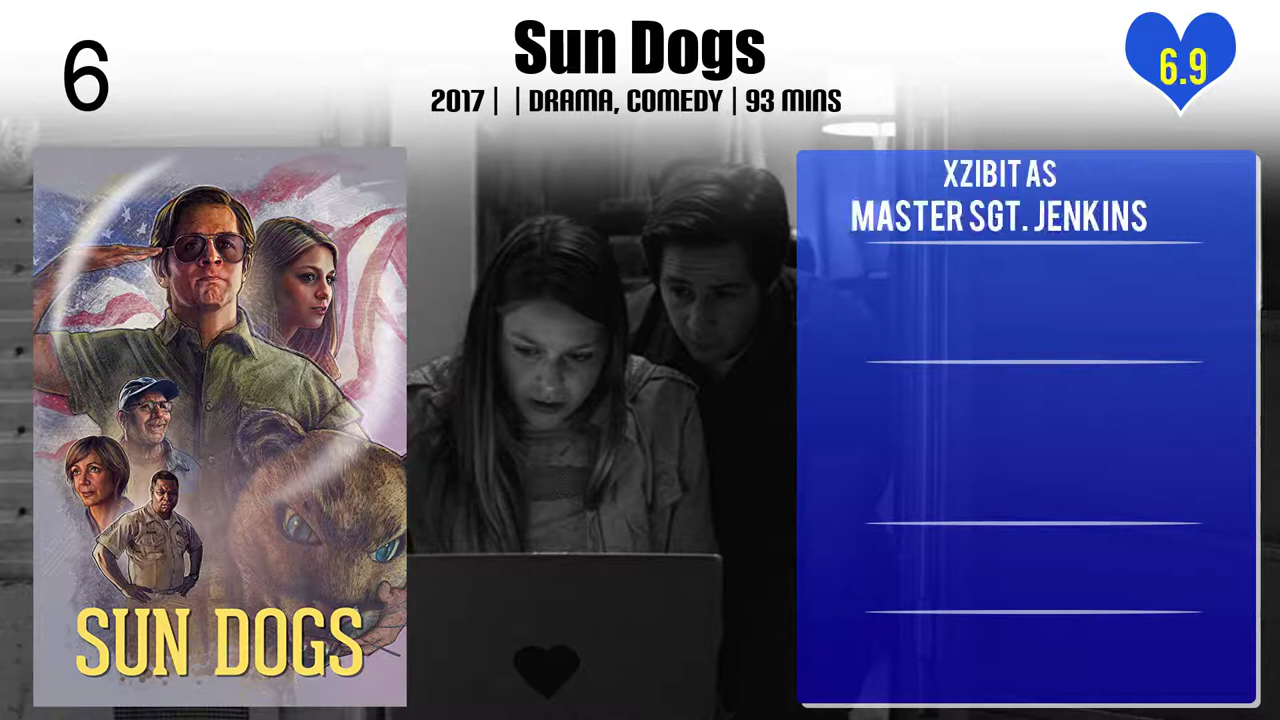 6
Sun Dogs
2017 | | DRAMA, COMEDY | 93 MINS
6.9
XZIBIT AS
MASTER SGT. JENKINS
SUN DOGS